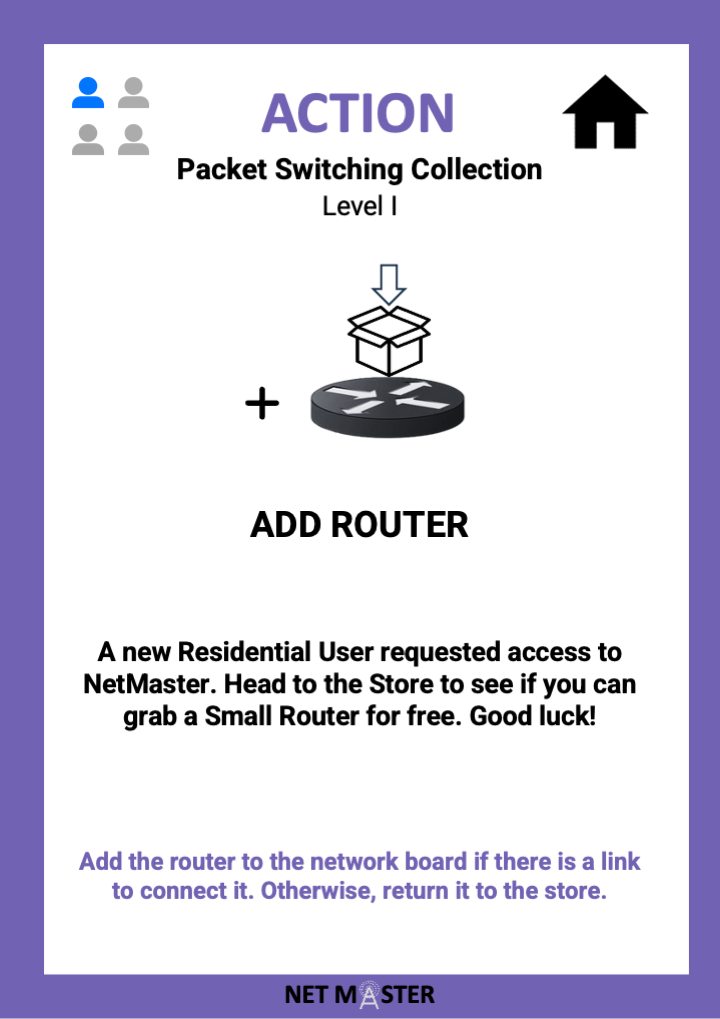 ACTION
Packet Switching Collection
Level I
+
ADD ROUTER
A new Residential User requested access to
NetMaster. Head to the Store to see if you can
grab a Small Router for free. Good luck!
Add the router to the network board if there is a link
to connect it. Otherwise, return it to the store.
NET MASTER